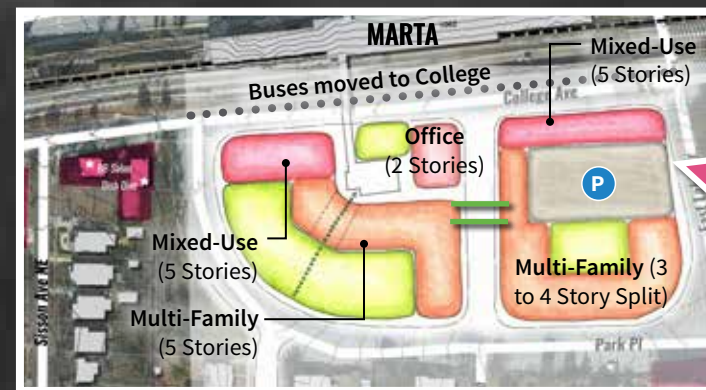 MARTA
Buses moved to College
College Ave
Mixed-Use
(5 Stories)
Office
(2 Stories)
P
Mixed-Use
(5 Stories)
Multi-Family
(5 Stories)
Multi-Family (3
to 4 Story Split)
Sisson Ave NE
Park Pl